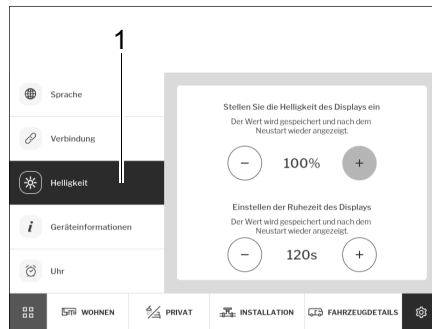 1
Sprache
Verbindung
Helligkeit
Geräteinformationen
Uhr
Stellen Sie die Helligkeit des Displays ein
Der Wert wird gespeichert und nach dem
Neustart wieder angezeigt.
− 100% +
Einstellen der Ruhezeit des Displays
Der Wert wird gespeichert und nach dem
Neustart wieder angezeigt.
− 120s +
WOHNEN PRIVAT INSTALLATION FAHRZEUGDETAILS